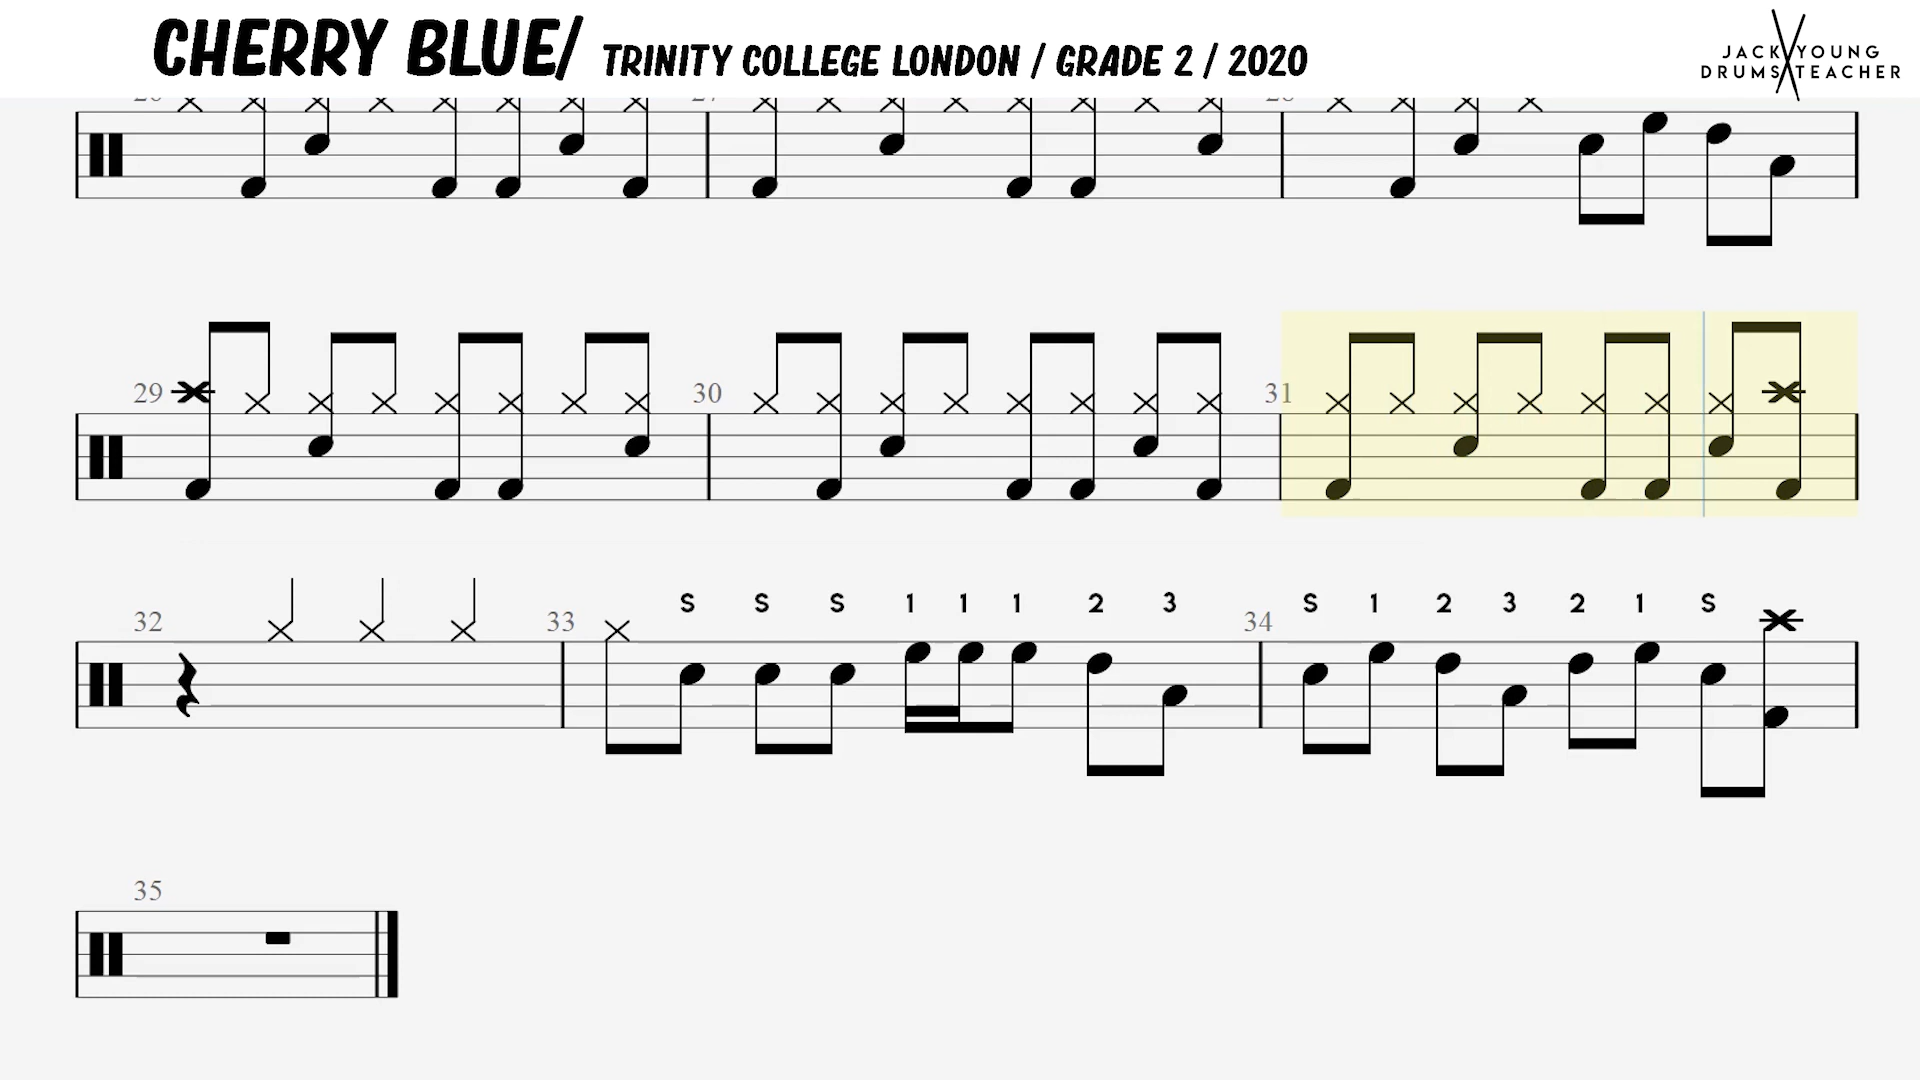 CHERRY BLUE/ TRINITY COLLEGE LONDON / GRADE 2 / 2020
JACK YOUNG
DRUMS TEACHER
29 30 31
32 33 S S S 1 1 1 2 3 34 S 1 2 3 2 1 S
35